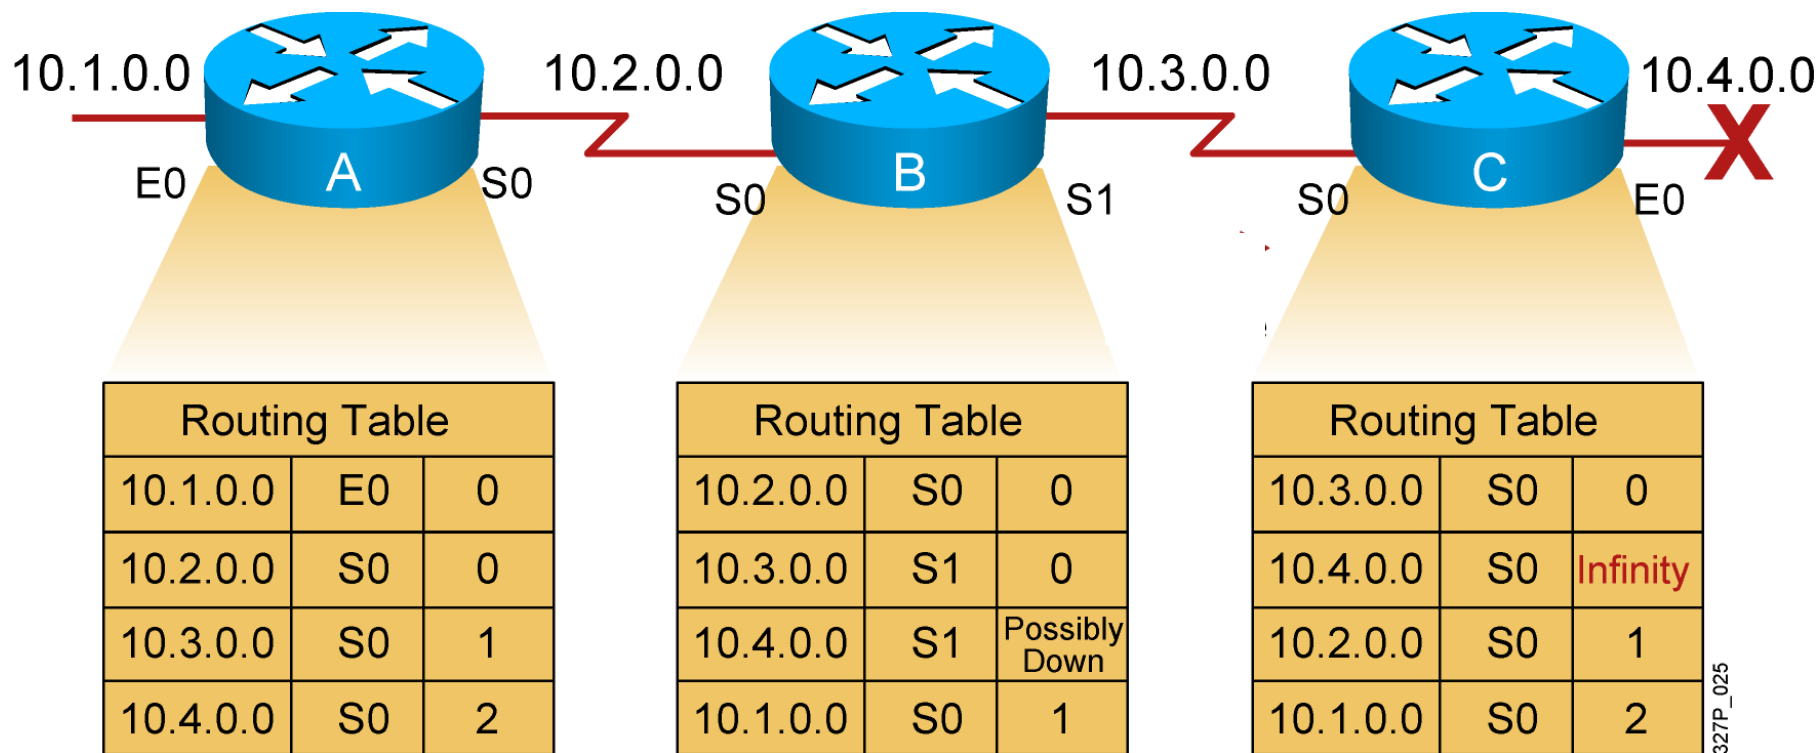 10.1.0.0
10.2.0.0
10.3.0.0
10.4.0.0
X
A
B
C
E0
S0
S0
S1
S0
E0
Routing Table
10.1.0.0 E0 0
10.2.0.0 S0 0
10.3.0.0 S0 1
10.4.0.0 S0 2
Routing Table
10.2.0.0 S0 0
10.3.0.0 S1 0
10.4.0.0 S1 Possibly
Down
10.1.0.0 S0 1
Routing Table
10.3.0.0 S0 0
10.4.0.0 S0 Infinity
10.2.0.0 S0 1
10.1.0.0 S0 2
327P_025